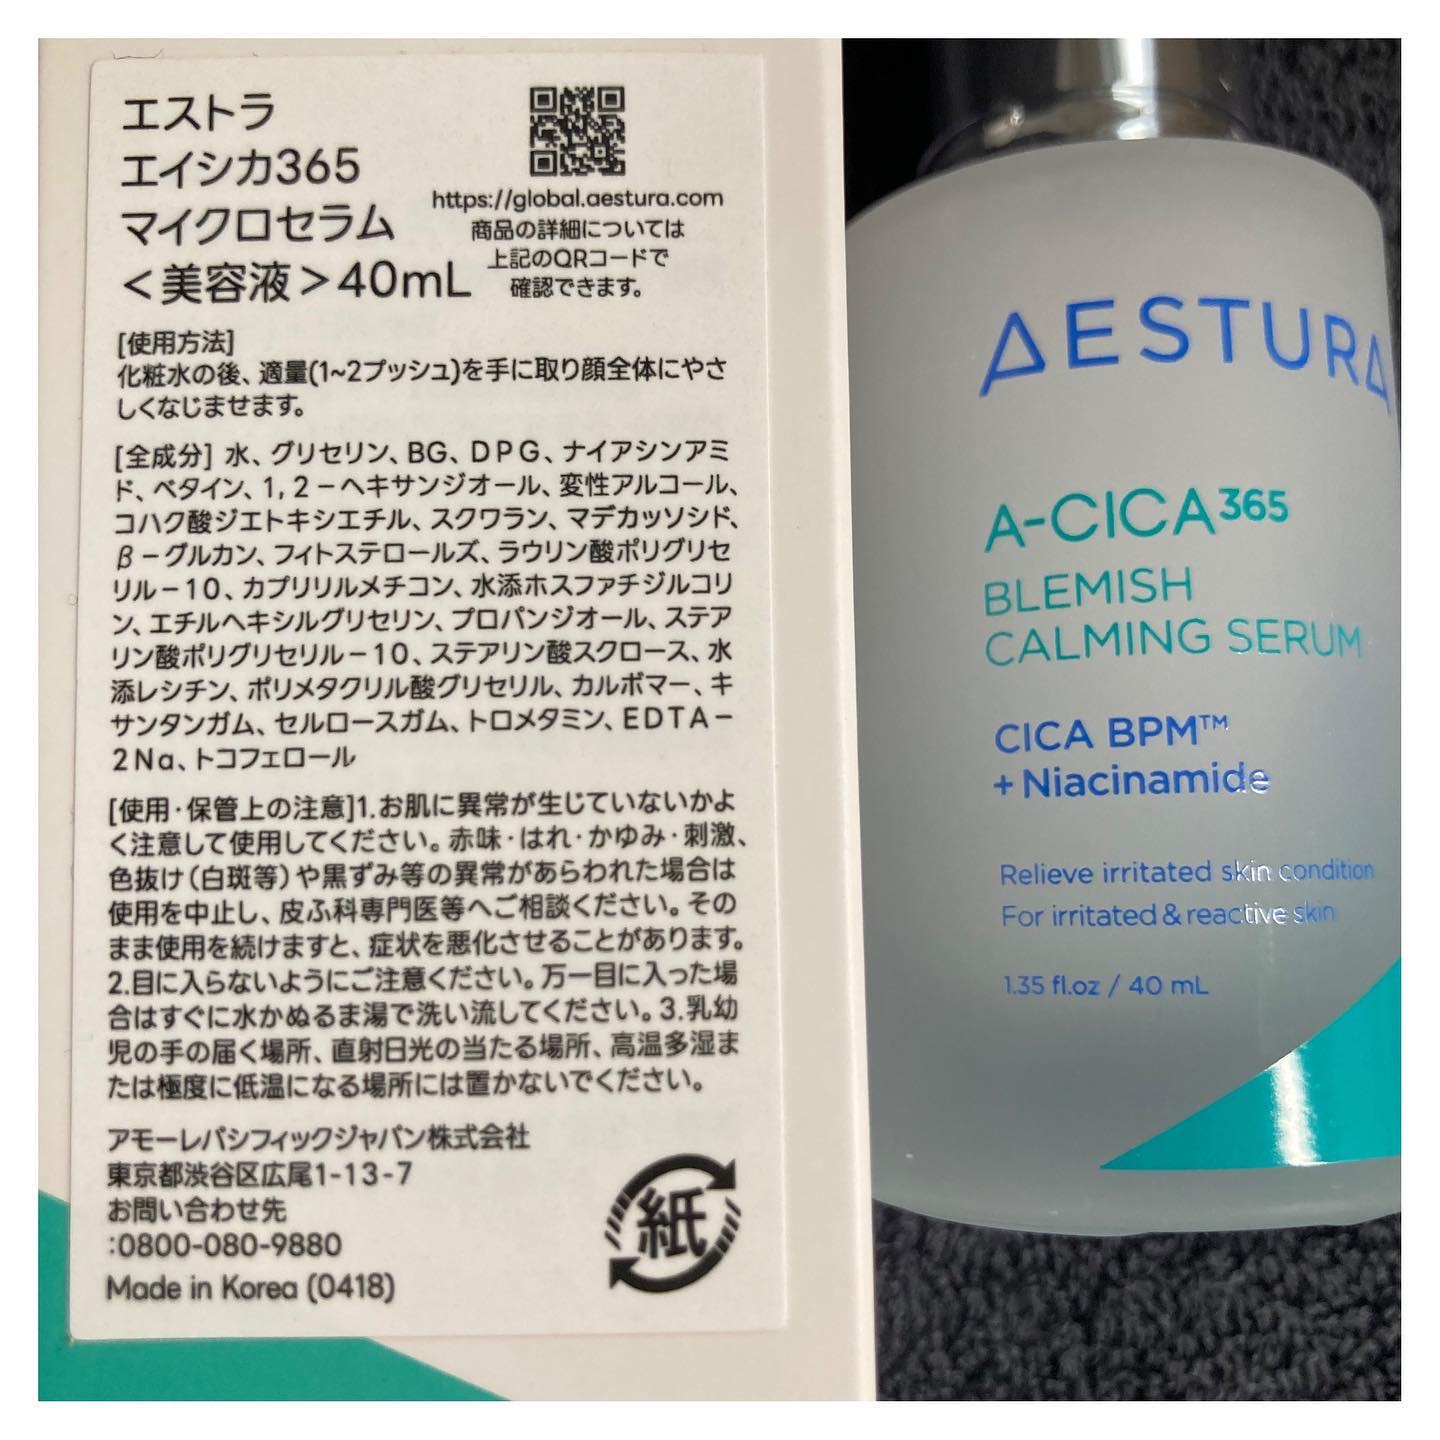 エストラ
エイシカ365
マイクロセラム
＜美容液＞40mL
https://global.aestura.com
商品の詳細については
上記のQRコードで
確認できます。
[使用方法]
化粧水の後、適量(1~2プッシュ)を手に取り顔全体にやさ
しくなじませます。
[全成分] 水、グリセリン、BG、DPG、ナイアシンアミ
ド、ベタイン、1,2－ヘキサンジオール、変性アルコール、
コハク酸ジエトキシエチル、スクワラン、マデカッソシド、
β－グルカン、フィトステロールズ、ラウリン酸ポリグリセ
リル－10、カプリリルメチコン、水添ホスファチジルコリ
ン、エチルヘキシルグリセリン、プロパンジオール、ステア
リン酸ポリグリセリル－10、ステアリン酸スクロース、水
添レシチン、ポリメタクリル酸グリセリル、カルボマー、キ
サンタンガム、セルロースガム、トロメタミン、EDTA－
2Na、トコフェロール
[使用・保管上の注意]1.お肌に異常が生じていないかよ
く注意して使用してください。赤味・はれ・かゆみ・刺激、
色抜け(白斑等)や黒ずみ等の異常があらわれた場合は
使用を中止し、皮ふ科専門医等へご相談ください。その
まま使用を続けますと、症状を悪化させることがあります。
2.目に入らないようにご注意ください。万一目に入った場
合はすぐに水かぬるま湯で洗い流してください。3.乳幼
児の手の届く場所、直射日光の当たる場所、高温多湿ま
たは極度に低温になる場所には置かないでください。
アモーレパシフィックジャパン株式会社
東京都渋谷区広尾1-13-7
お問い合わせ先
:0800-080-9880
Made in Korea (0418)
紙
AESTURA
A-CICA365
BLEMISH
CALMING SERUM
CICA BPM™
+Niacinamide
Relieve irritated skin condition
For irritated & reactive skin
1.35 fl.oz / 40 mL